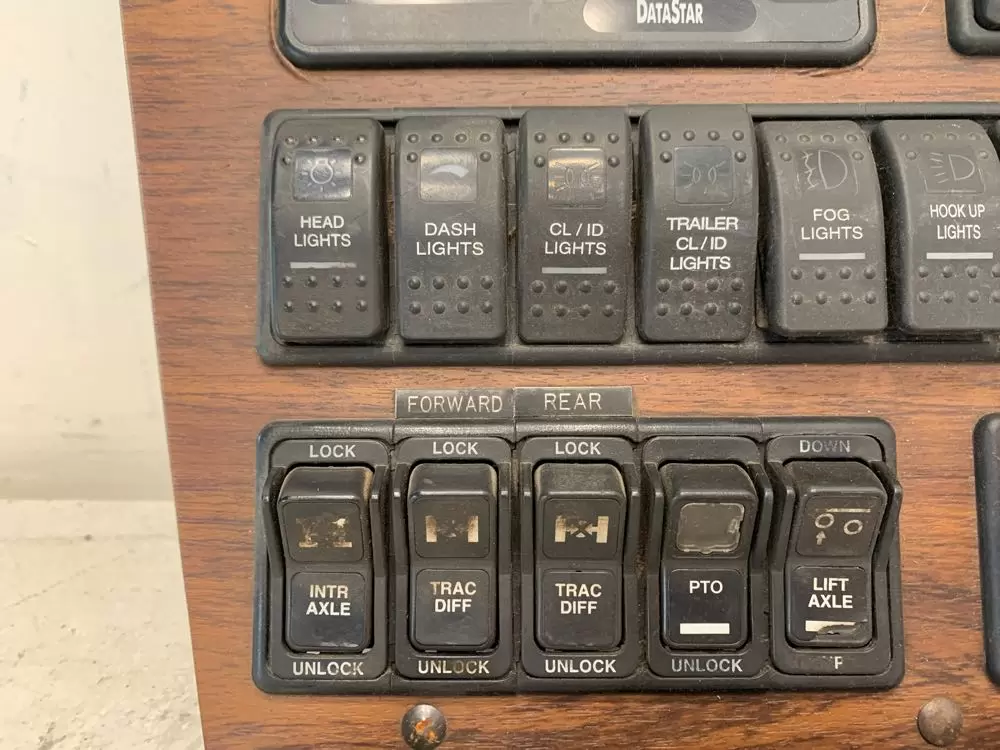 DATASTAR
HEAD
LIGHTS
DASH
LIGHTS
CL / ID
LIGHTS
TRAILER
CL / ID
LIGHTS
FOG
LIGHTS
HOOK UP
LIGHTS
FORWARD
REAR
LOCK
INTR
AXLE
UNLOCK
LOCK
TRAC
DIFF
UNLOCK
LOCK
TRAC
DIFF
UNLOCK
PTO
UNLOCK
DOWN
LIFT
AXLE